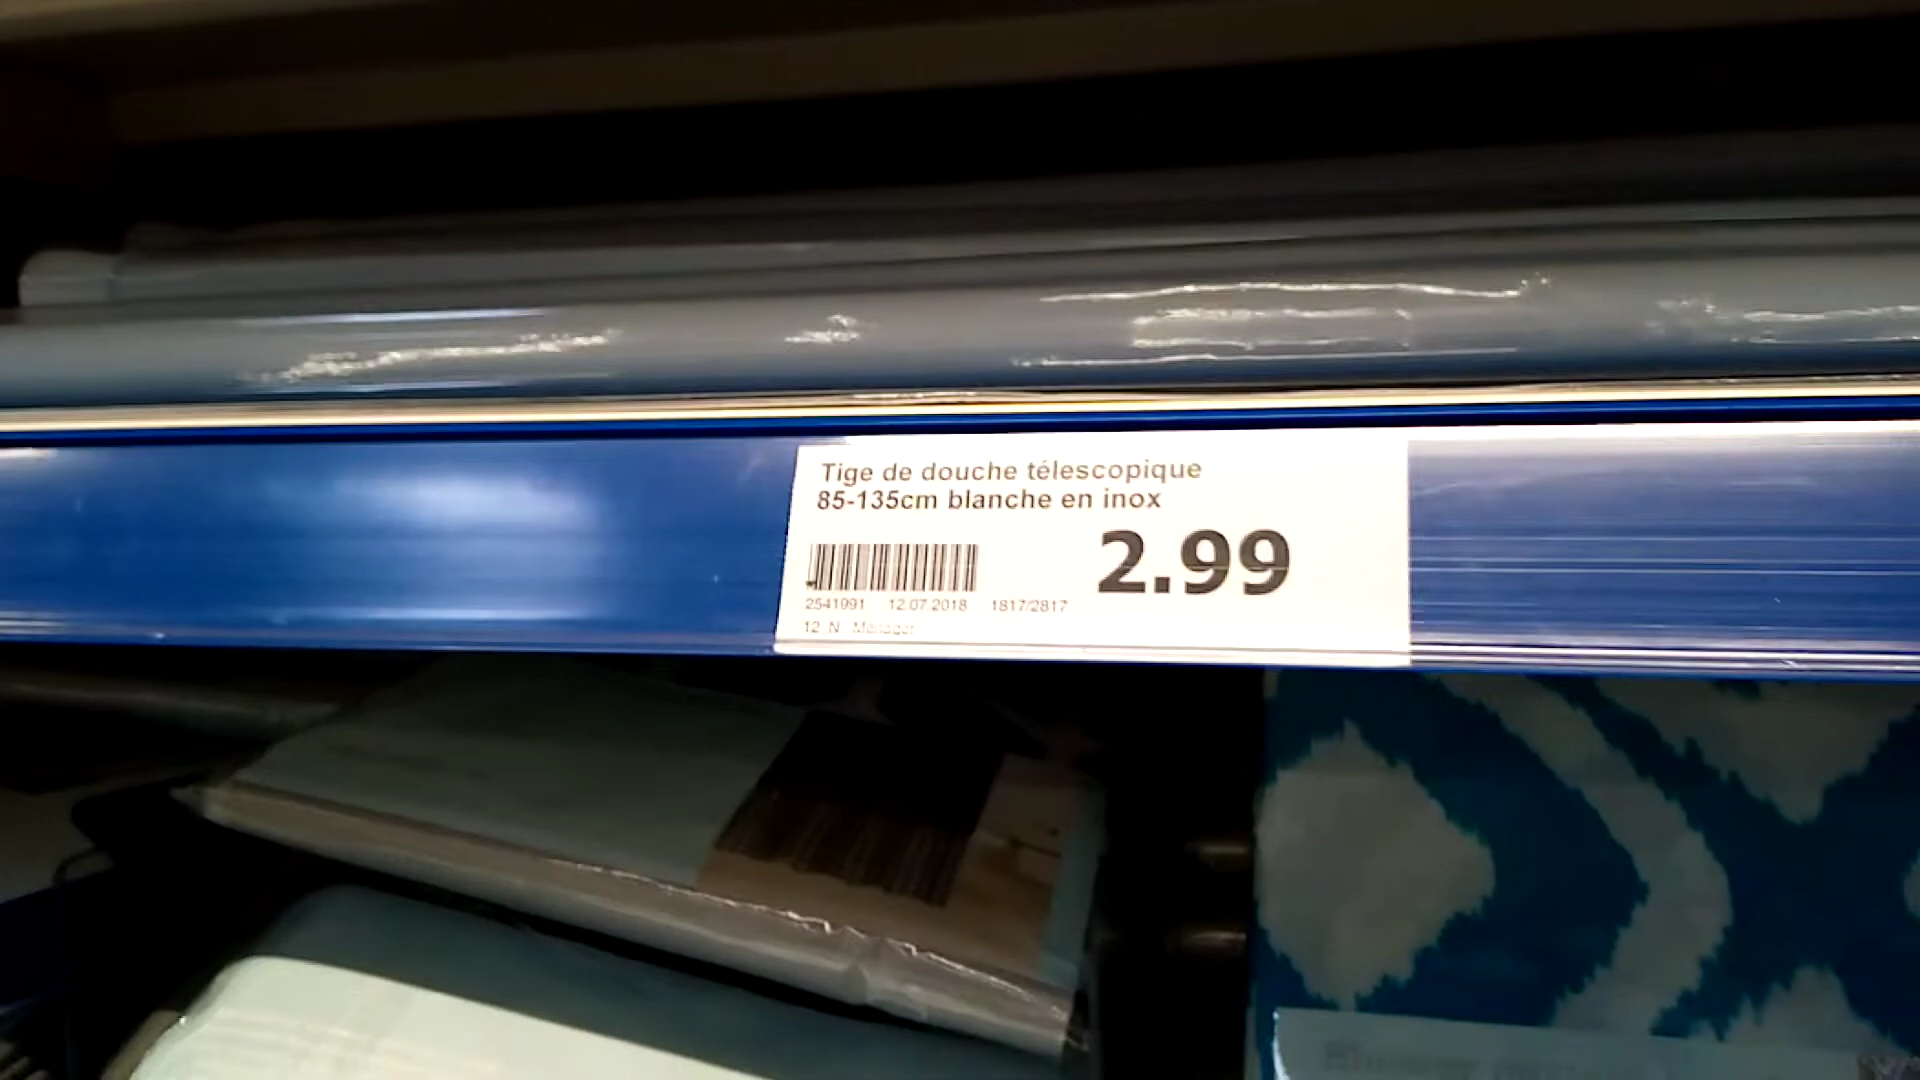 Tige de douche télescopique
85-135cm blanche en inox
2.99
2541991 12.07.2018 1817/2817
12 N